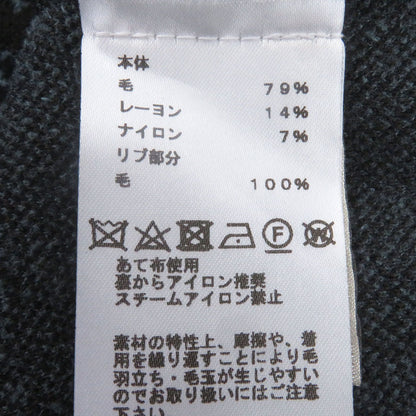 本体
毛 79%
レーヨン 14%
ナイロン 7%
リブ部分
毛 100%
F W
あて布使用
裏からアイロン推奨
スチームアイロン禁止
素材の特性上、摩擦や、着
用を繰り返すことにより毛
羽立ち・毛玉が生じやすい
のでお取り扱いにはご注意
下さい。